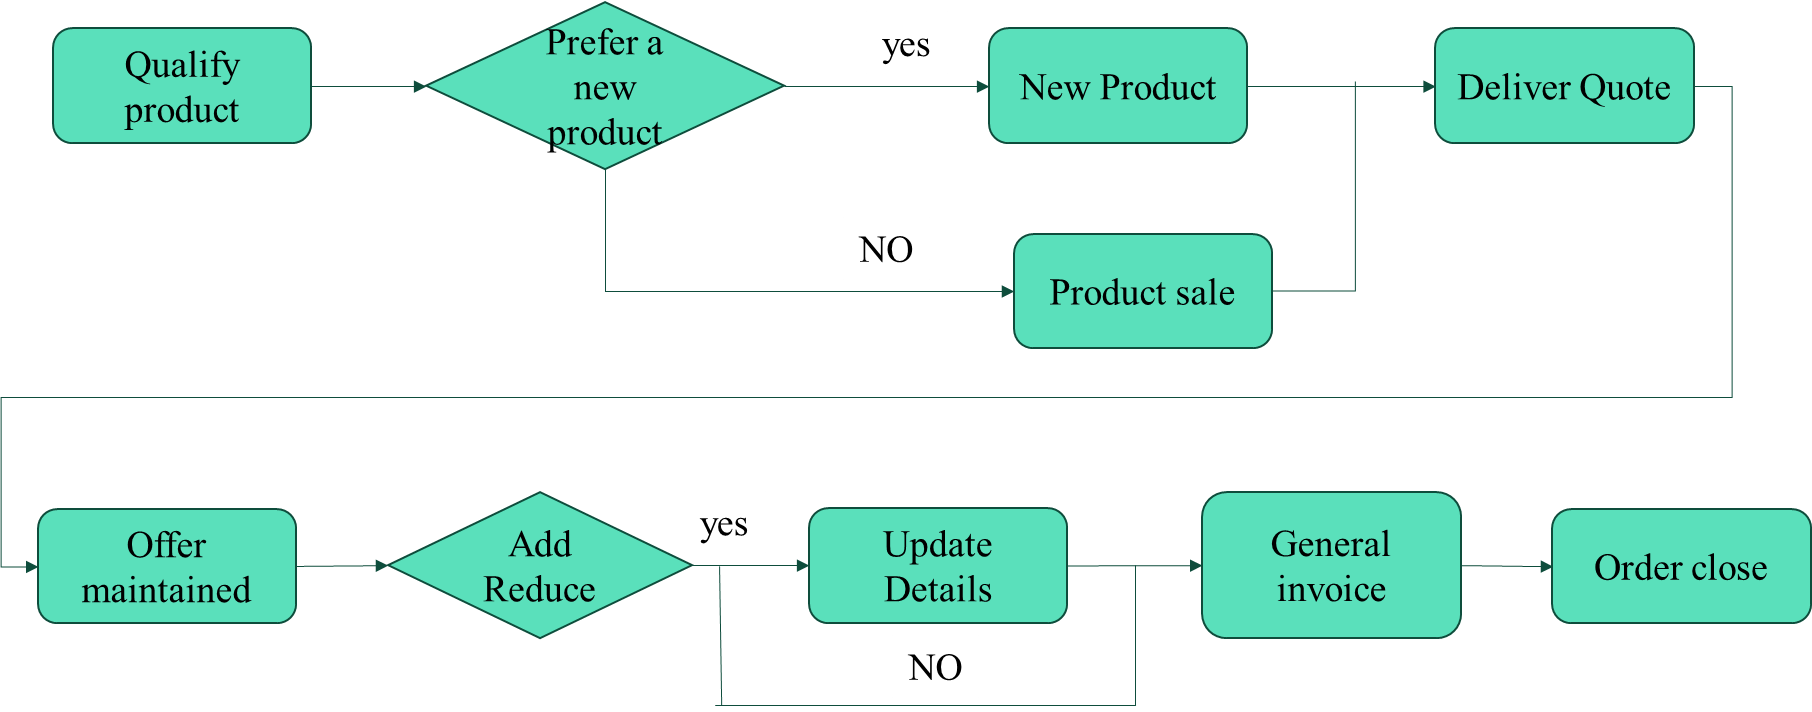 Qualify
product
Prefer a
new
product
yes
New Product
Deliver Quote
NO
Product sale
Offer
maintained
Add
Reduce
yes
Update
Details
NO
General
invoice
Order close